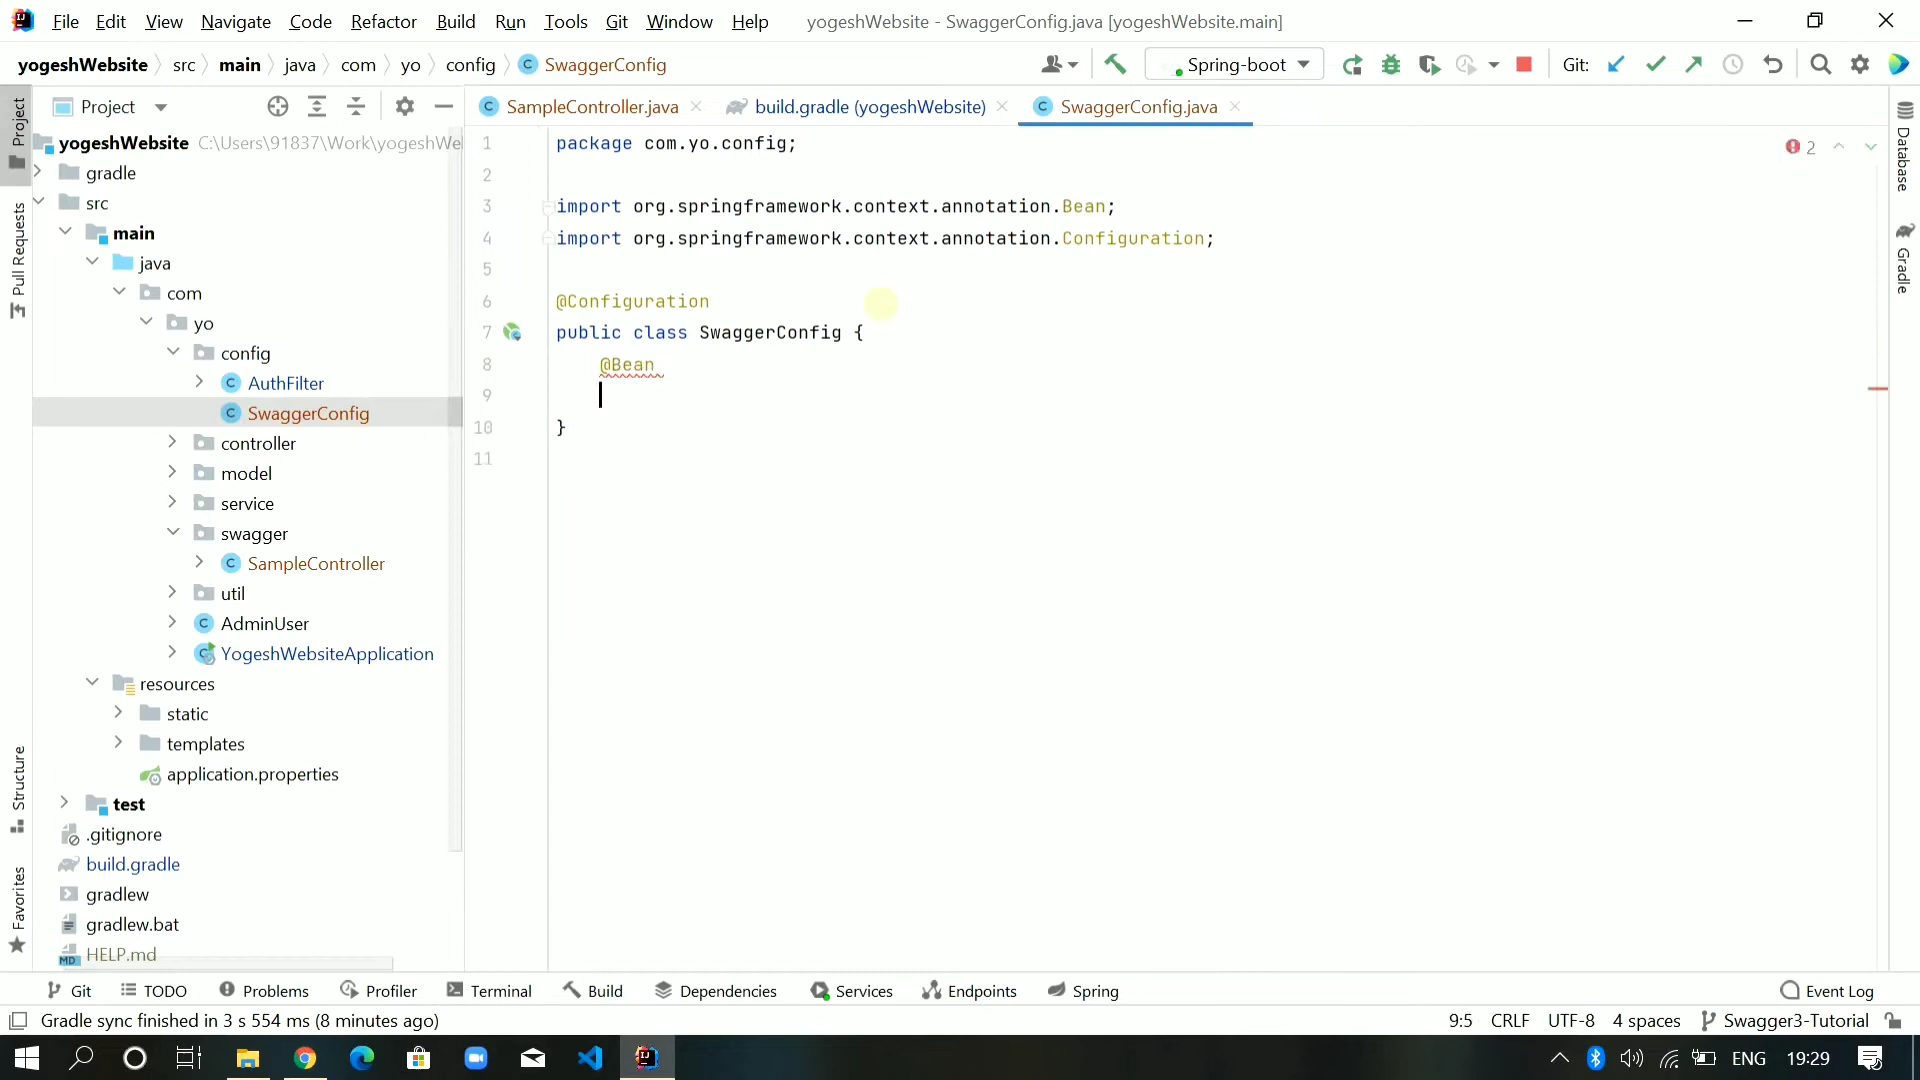 File Edit View Navigate Code Refactor Build Run Tools Git Window Help yogeshWebsite - SwaggerConfig.java [yogeshWebsite.main]
yogeshWebsite src main java com yo config SwaggerConfig Spring-boot Git:
Project
SampleController.java build.gradle (yogeshWebsite) SwaggerConfig.java
Project
Pull Requests
Structure
Favorites
yogeshWebsite C:\Users\91837\Work\yogeshWe
gradle
src
main
java
com
yo
config
AuthFilter
SwaggerConfig
controller
model
service
swagger
SampleController
util
AdminUser
YogeshWebsiteApplication
resources
static
templates
application.properties
test
.gitignore
build.gradle
gradlew
gradlew.bat
HELP.md
1 package com.yo.config;
2
3 import org.springframework.context.annotation.Bean;
4 import org.springframework.context.annotation.Configuration;
5
6 @Configuration
7 public class SwaggerConfig {
8 @Bean
9
10 }
11
2
Database
Gradle
Git TODO Problems Profiler Terminal Build Dependencies Services Endpoints Spring Event Log
Gradle sync finished in 3 s 554 ms (8 minutes ago) 9:5 CRLF UTF-8 4 spaces Swagger3-Tutorial
ENG 19:29